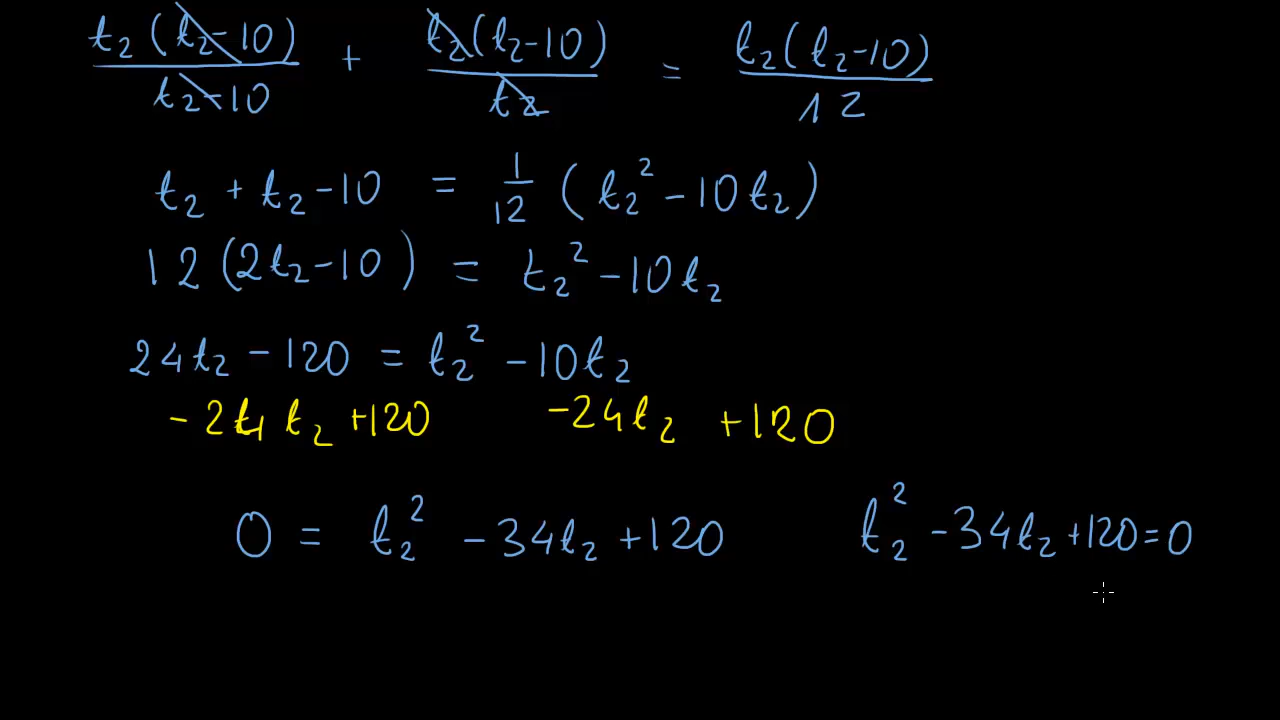 t₂(t₂-10)/t₂-10 + t₂(t₂-10)/t₂ = t₂(t₂-10)/12
t₂ + t₂ - 10 = 1/12 (t₂² - 10t₂)
12(2t₂ - 10) = t₂² - 10t₂
24t₂ - 120 = t₂² - 10t₂
-24t₂ +120 -24t₂ +120
0 = t₂² - 34t₂ + 120 t₂² - 34t₂ + 120 = 0